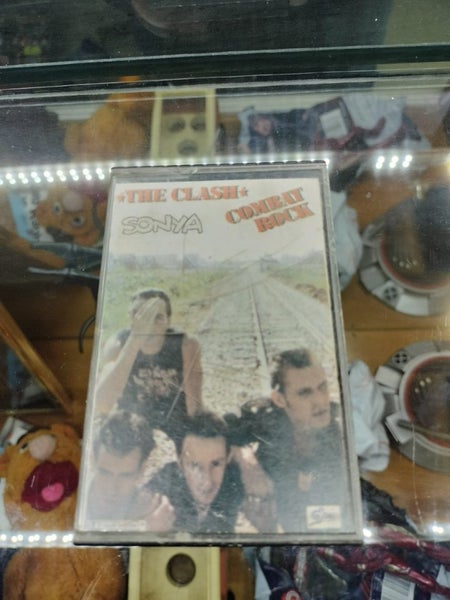 ★THE CLASH★
COMBAT
ROCK
SONYA